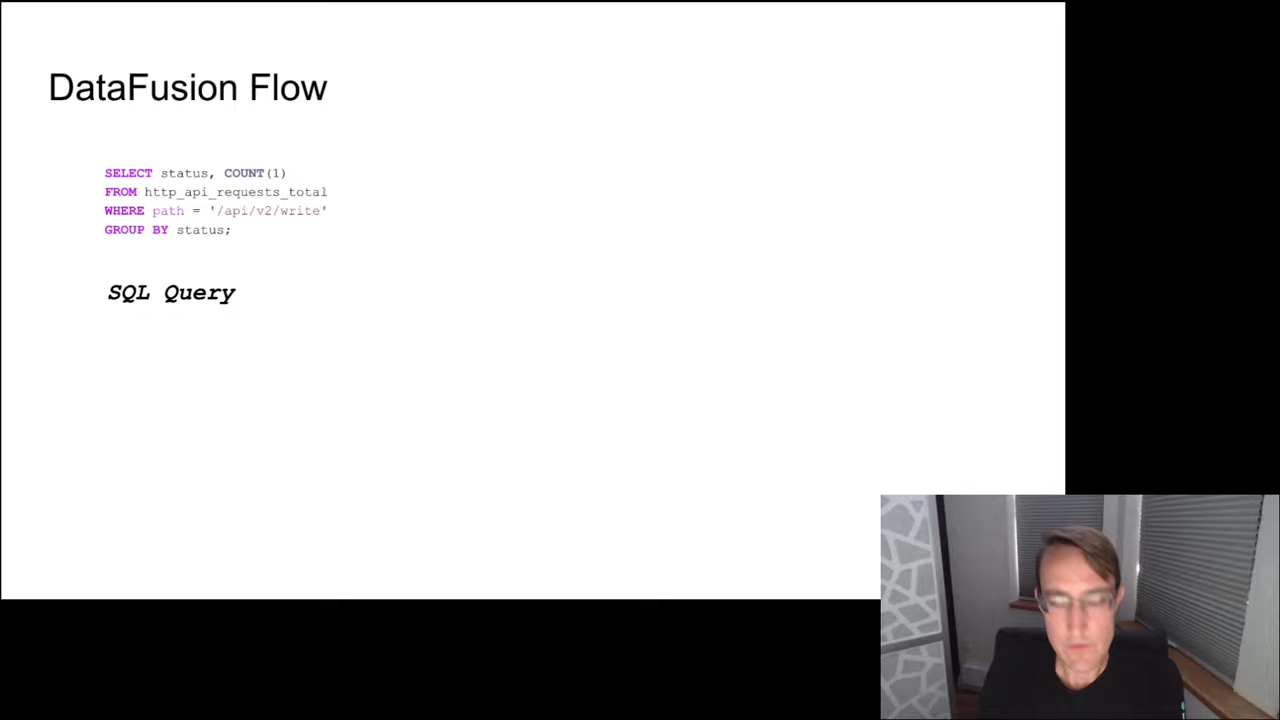 DataFusion Flow
SELECT status, COUNT(1)
FROM http_api_requests_total
WHERE path = '/api/v2/write'
GROUP BY status;
SQL Query